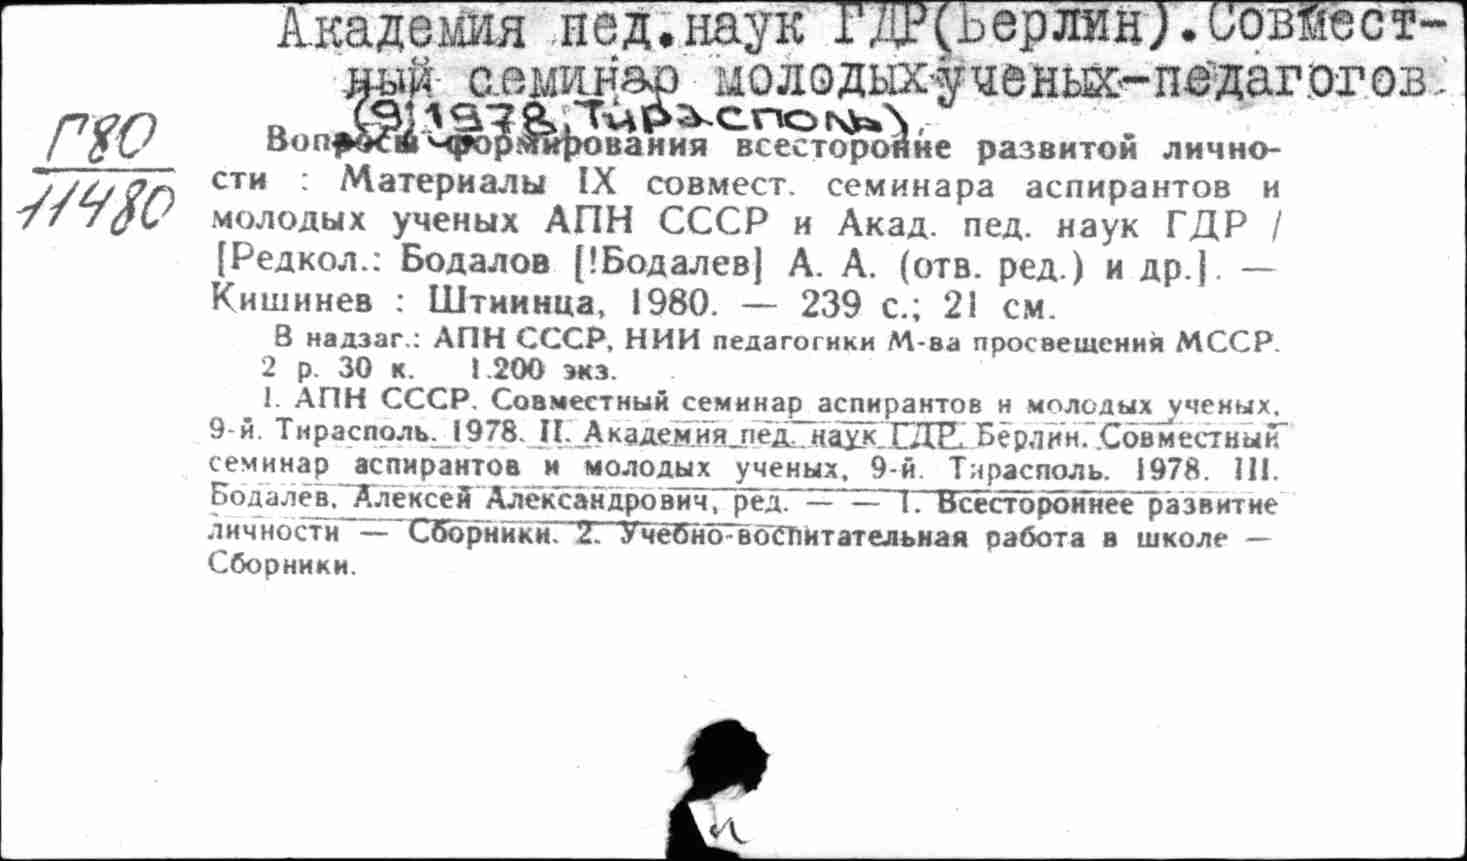 Академия пед.наук ГДР(Берлин).Совмест-
ный семинар молодых ученых-педагогов
(9;1978;Тирасполь).
Г80
11480
Вопросы формирования всесторонне развитой лично-
сти : Материалы IX совмест. семинара аспирантов и
молодых ученых АПН СССР и Акад. пед. наук ГДР /
[Редкол.: Бодалов [!Бодалев] А. А. (отв. ред.) и др.]. —
Кишинев : Штиинца, 1980. — 239 с.; 21 см.
В надзаг.: АПН СССР, НИИ педагогики М-ва просвещения МССР.
2 р. 30 к. 1.200 экз.
I. АПН СССР. Совместный семинар аспирантов и молодых ученых,
9-й. Тирасполь. 1978. II. Академия пед. наук ГДР. Берлин. Совместный
семинар аспирантов и молодых ученых, 9-й. Тирасполь. 1978. III.
Бодалев, Алексей Александрович, ред. — — 1. Всестороннее развитие
личности — Сборники. 2. Учебно-воспитательная работа в школе —
Сборники.